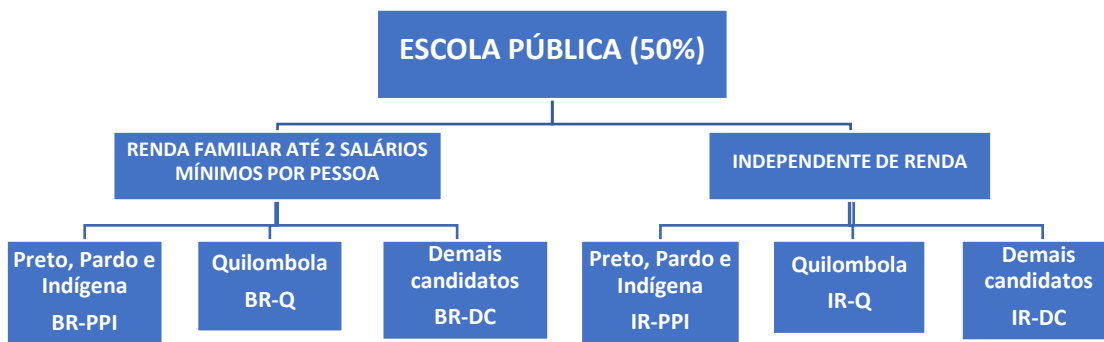 ESCOLA PÚBLICA (50%)
RENDA FAMILIAR ATÉ 2 SALÁRIOS
MÍNIMOS POR PESSOA
INDEPENDENTE DE RENDA
Preto, Pardo e
Indígena
BR-PPI
Quilombola
BR-Q
Demais
candidatos
BR-DC
Preto, Pardo e
Indígena
IR-PPI
Quilombola
IR-Q
Demais
candidatos
IR-DC